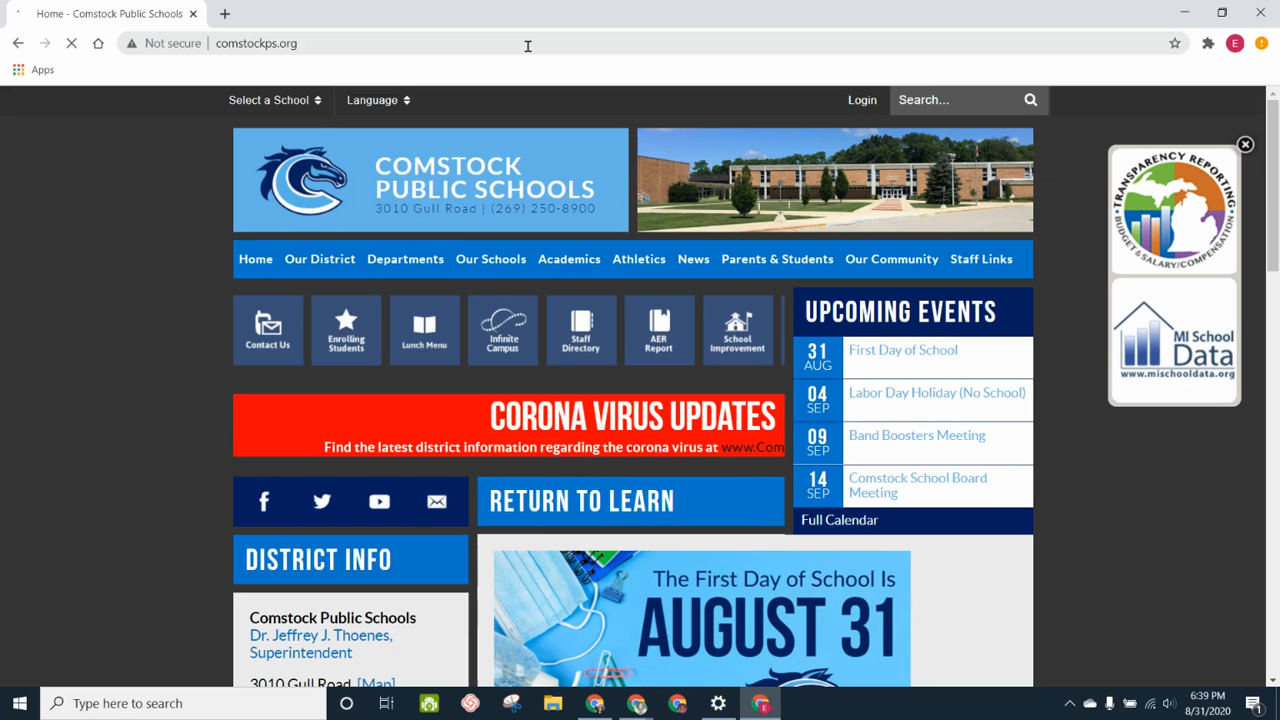 Home - Comstock Public Schools
Not secure | comstockps.org
Apps
Select a School
Language
Login
Search...
COMSTOCK
PUBLIC SCHOOLS
3010 Gull Road | (269) 250-8900
TRANSPARENCY REPORTING
BUDGET & SALARY/COMPENSATION
Home Our District Departments Our Schools Academics Athletics News Parents & Students Our Community Staff Links
Contact Us
Enrolling
Students
Lunch Menu
Infinite
Campus
Staff
Directory
AER
Report
School
Improvement
UPCOMING EVENTS
31
AUG
First Day of School
04
SEP
Labor Day Holiday (No School)
09
SEP
Band Boosters Meeting
14
SEP
Comstock School Board
Meeting
Full Calendar
MI School
Data
www.mischooldata.org
CORONA VIRUS UPDATES
Find the latest district information regarding the corona virus at www.Com
RETURN TO LEARN
DISTRICT INFO
Comstock Public Schools
Dr. Jeffrey J. Thoenes,
Superintendent
3010 Gull Road [Map]
The First Day of School Is
AUGUST 31
Type here to search
6:39 PM
8/31/2020
1
E
E